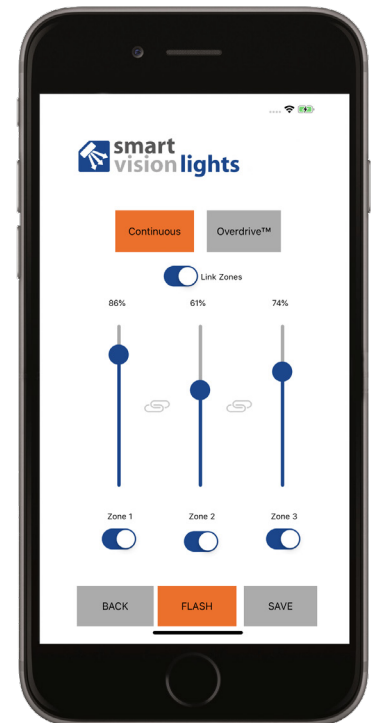 smart
vision lights
Continuous Overdrive™
Link Zones
86% 61% 74%
Zone 1 Zone 2 Zone 3
BACK FLASH SAVE